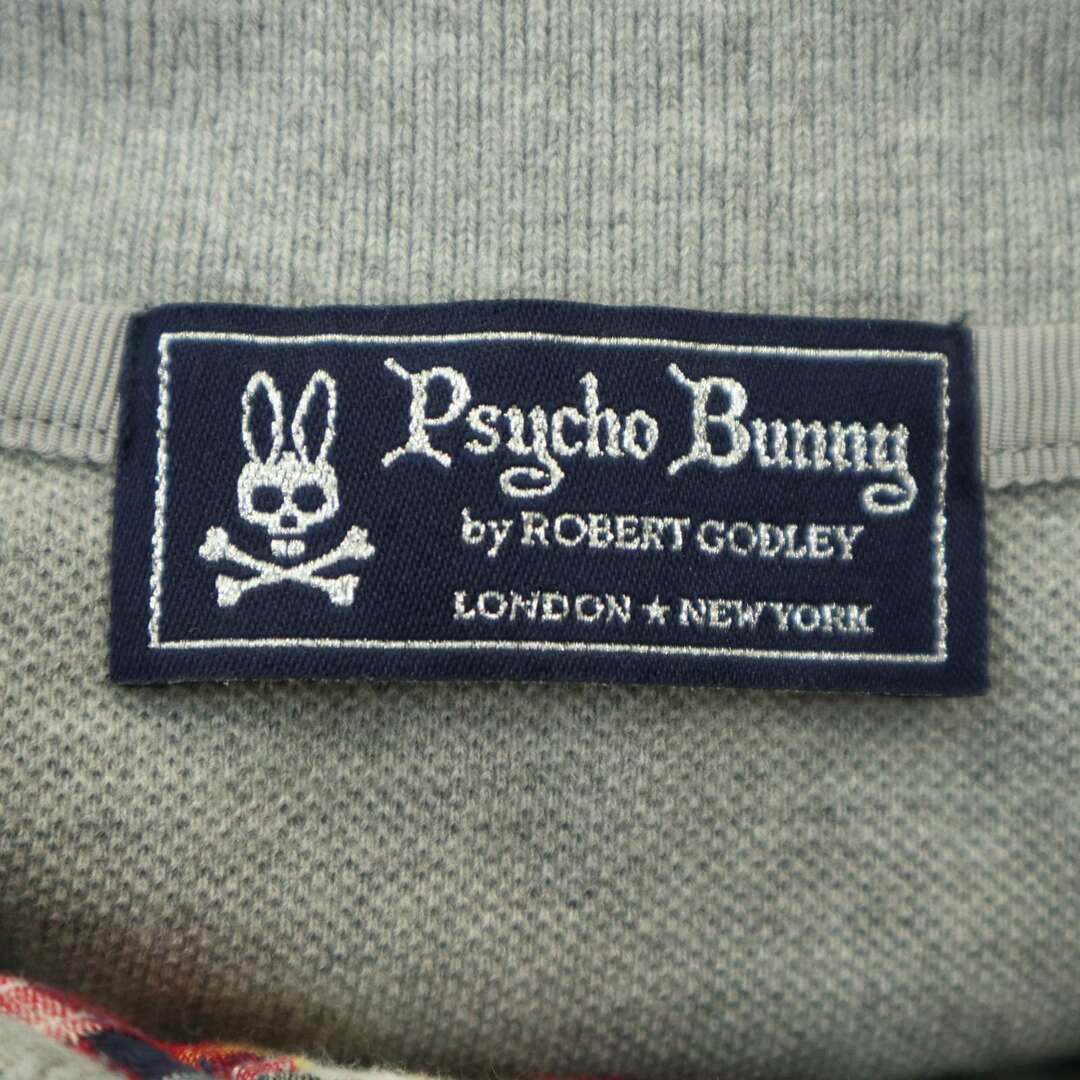 Psycho Bunny
by ROBERT GODLEY
LONDON ★ NEW YORK